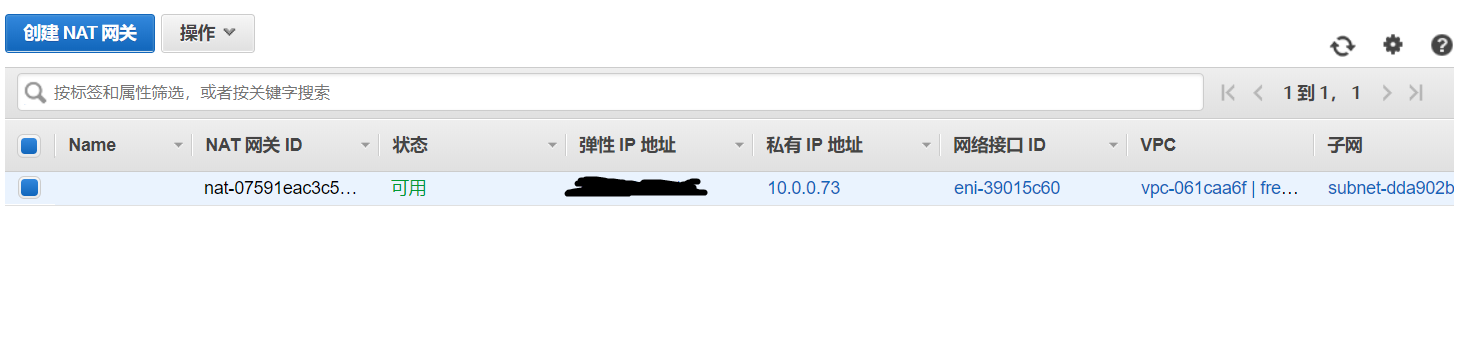 创建 NAT 网关 操作
按标签和属性筛选，或者按关键字搜索 1 到 1， 1
Name NAT 网关 ID 状态 弹性 IP 地址 私有 IP 地址 网络接口 ID VPC 子网
nat-07591eac3c5… 可用 10.0.0.73 eni-39015c60 vpc-061caa6f | fre… subnet-dda902b